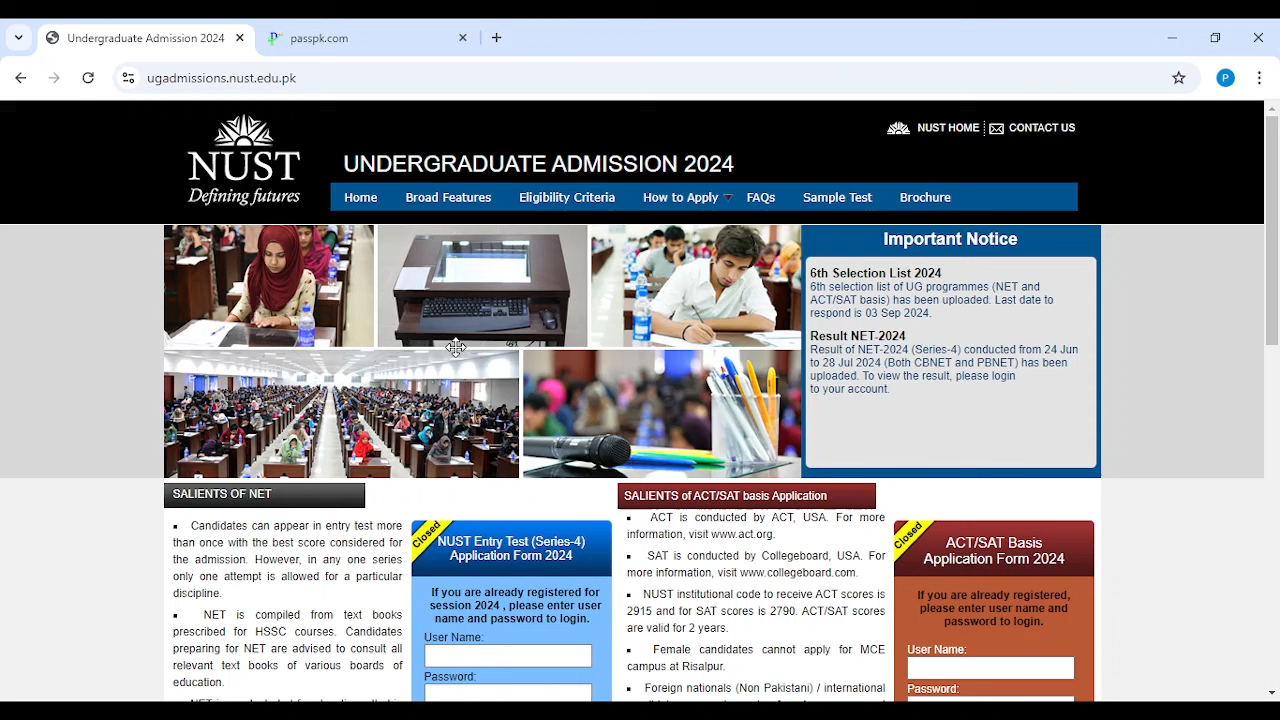 Undergraduate Admission 2024
passpk.com
ugadmissions.nust.edu.pk
P
NUST
Defining futures
NUST HOME
CONTACT US
UNDERGRADUATE ADMISSION 2024
Home
Broad Features
Eligibility Criteria
How to Apply
FAQs
Sample Test
Brochure
Important Notice
6th Selection List 2024
6th selection list of UG programmes (NET and
ACT/SAT basis) has been uploaded. Last date to
respond is 03 Sep 2024.
Result NET-2024
Result of NET-2024 (Series-4) conducted from 24 Jun
to 28 Jul 2024 (Both CBNET and PBNET) has been
uploaded. To view the result, please login
to your account.
SALIENTS OF NET
Candidates can appear in entry test more
than once with the best score considered for
the admission. However, in any one series
only one attempt is allowed for a particular
discipline.
NET is compiled from text books
prescribed for HSSC courses. Candidates
preparing for NET are advised to consult all
relevant text books of various boards of
education.
Closed
NUST Entry Test (Series-4)
Application Form 2024
If you are already registered for
session 2024 , please enter user
name and password to login.
User Name:
Password:
SALIENTS of ACT/SAT basis Application
ACT is conducted by ACT, USA. For more
information, visit www.act.org.
SAT is conducted by Collegeboard, USA. For
more information, visit www.collegeboard.com.
NUST institutional code to receive ACT scores is
2915 and for SAT scores is 2790. ACT/SAT scores
are valid for 2 years.
Female candidates cannot apply for MCE
campus at Risalpur.
Foreign nationals (Non Pakistani) / international
Closed
ACT/SAT Basis
Application Form 2024
If you are already registered,
please enter user name and
password to login.
User Name:
Password: